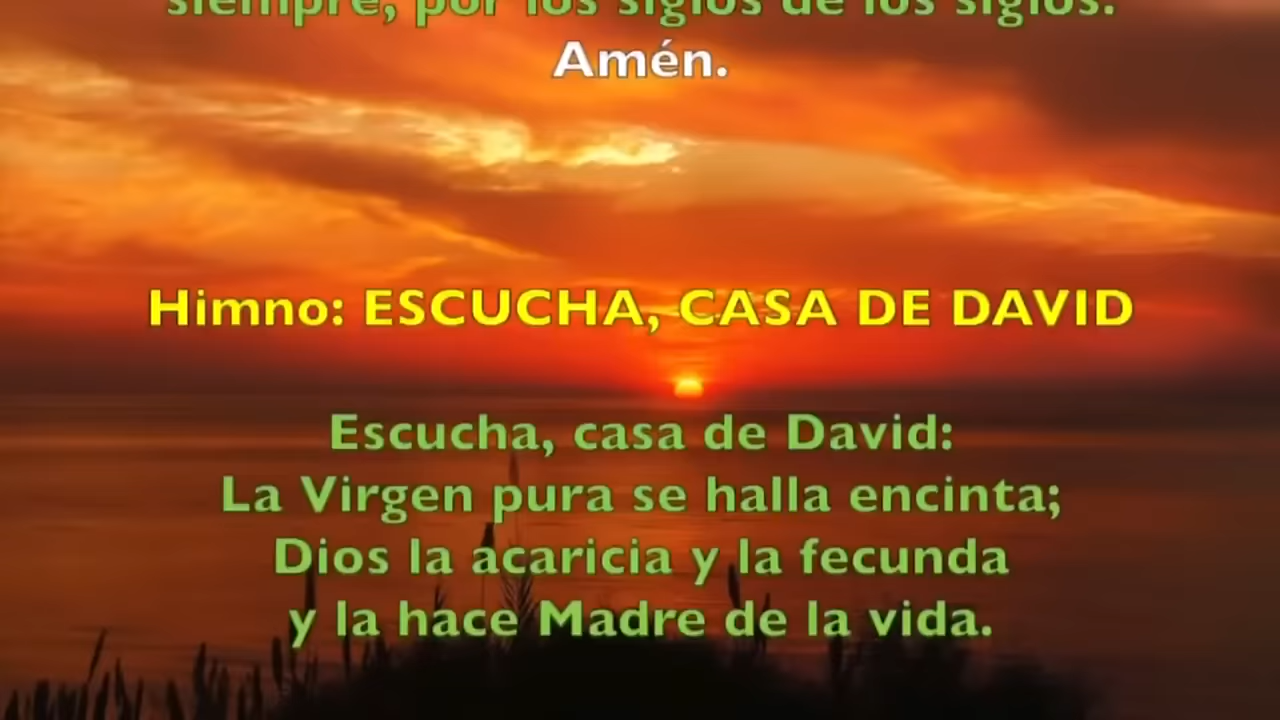 siempre, por los siglos de los siglos.
Amén.
Himno: ESCUCHA, CASA DE DAVID
Escucha, casa de David:
La Virgen pura se halla encinta;
Dios la acaricia y la fecunda
y la hace Madre de la vida.